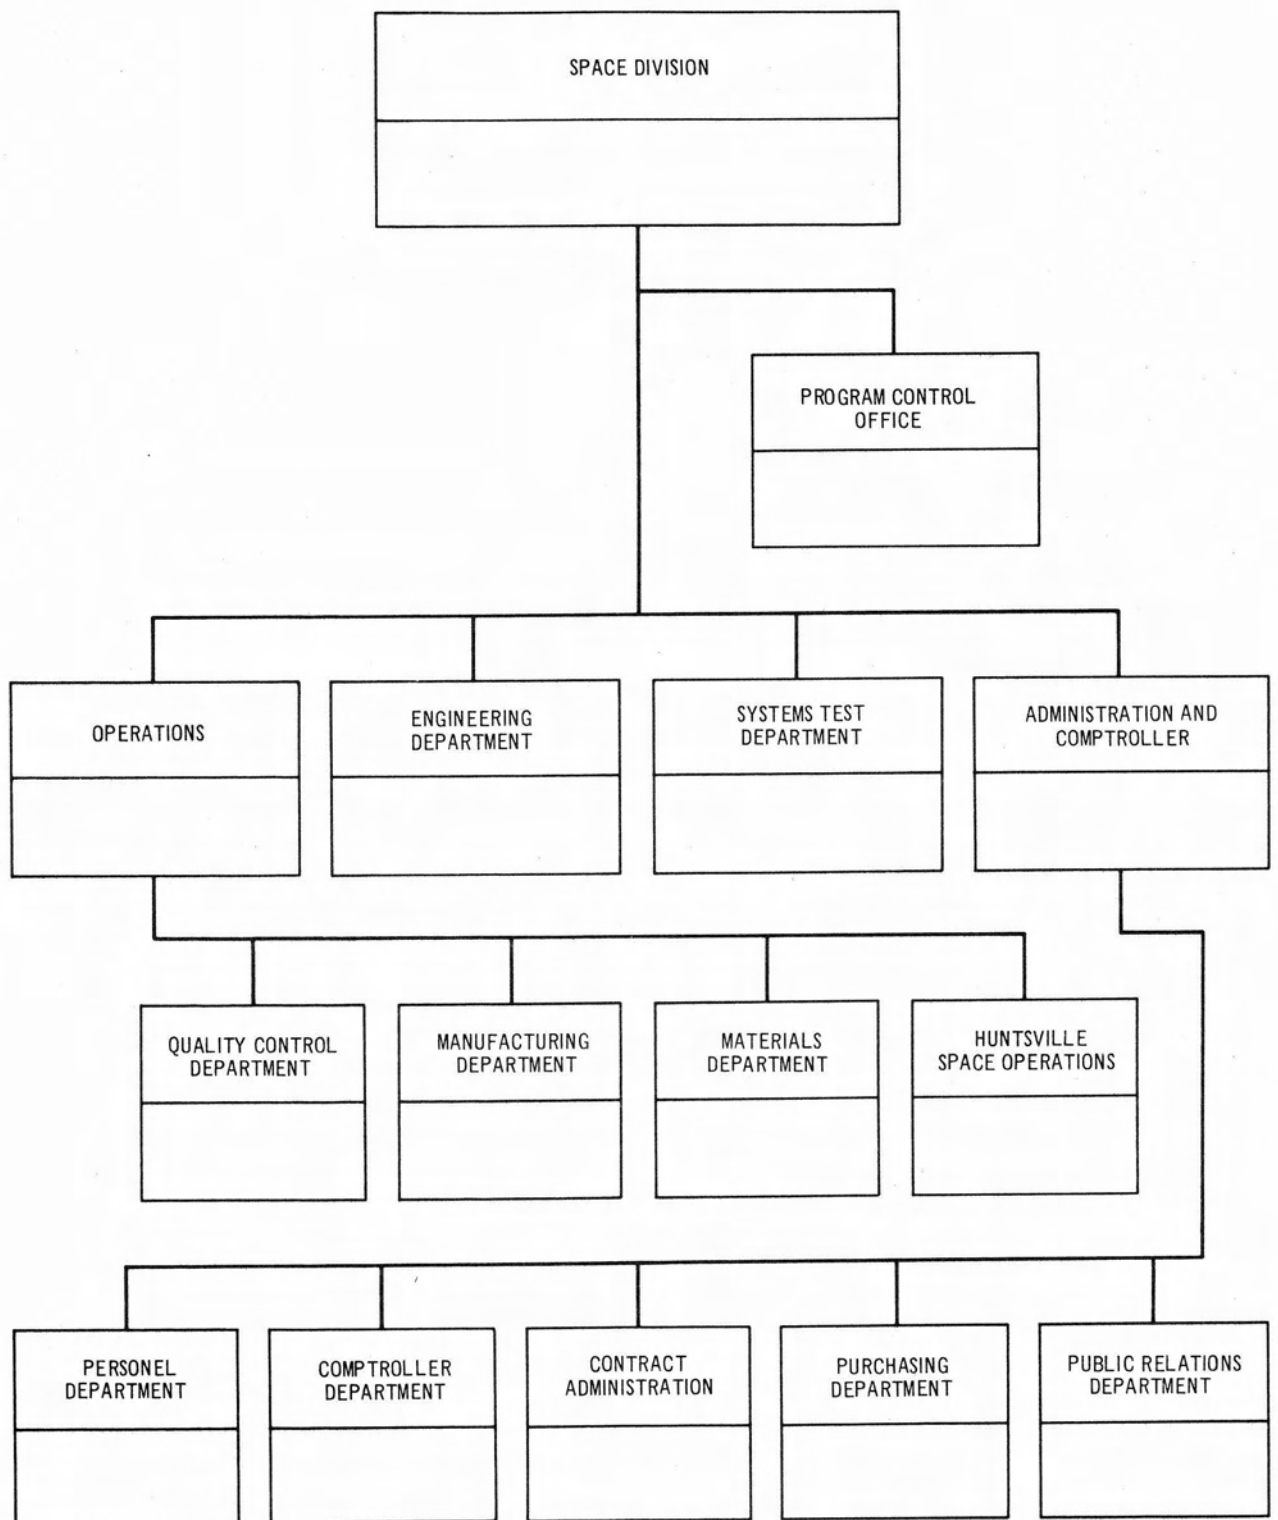 SPACE DIVISION
PROGRAM CONTROL
OFFICE
OPERATIONS
ENGINEERING
DEPARTMENT
SYSTEMS TEST
DEPARTMENT
ADMINISTRATION AND
COMPTROLLER
QUALITY CONTROL
DEPARTMENT
MANUFACTURING
DEPARTMENT
MATERIALS
DEPARTMENT
HUNTSVILLE
SPACE OPERATIONS
PERSONEL
DEPARTMENT
COMPTROLLER
DEPARTMENT
CONTRACT
ADMINISTRATION
PURCHASING
DEPARTMENT
PUBLIC RELATIONS
DEPARTMENT